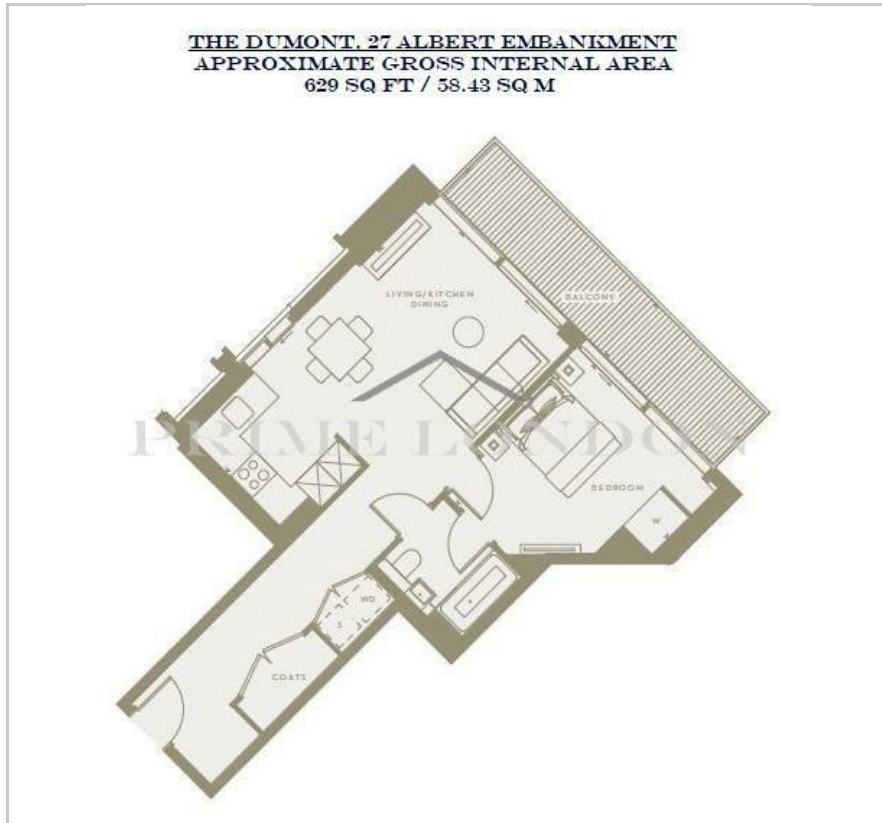 THE DUMONT, 27 ALBERT EMBANKMENT
APPROXIMATE GROSS INTERNAL AREA
629 SQ FT / 58.43 SQ M
LIVING/KITCHEN
DINING
BALCONY
PRIME LONDON
BEDROOM
W
WD
S
COATS